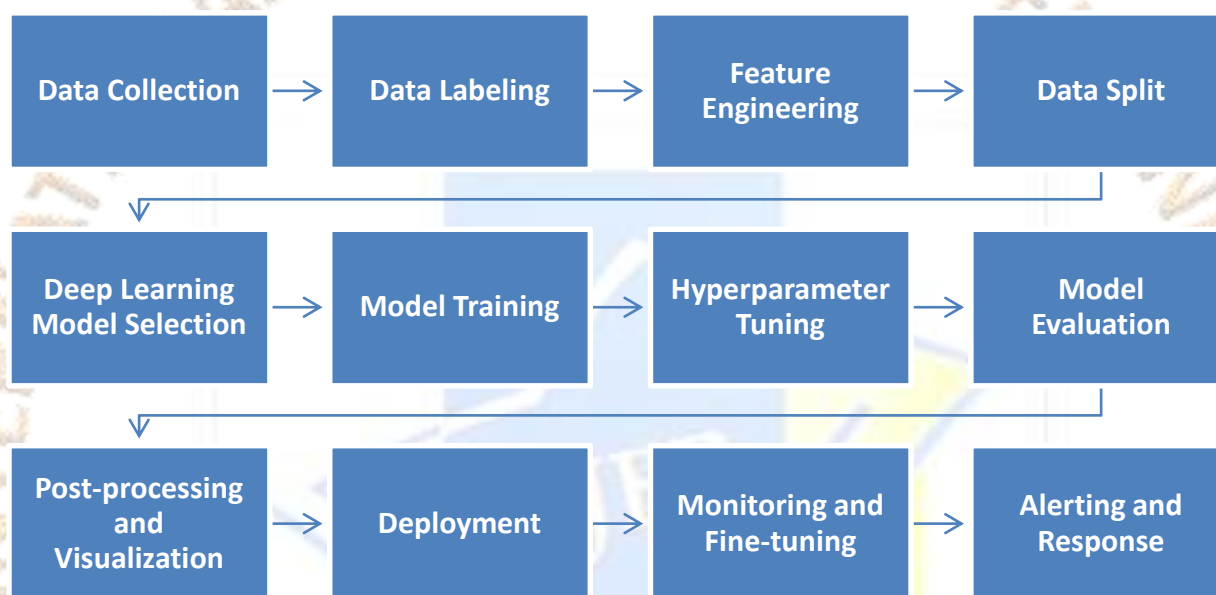 Data Collection
Data Labeling
Feature
Engineering
Data Split
Deep Learning
Model Selection
Model Training
Hyperparameter
Tuning
Model
Evaluation
Post-processing
and
Visualization
Deployment
Monitoring and
Fine-tuning
Alerting and
Response